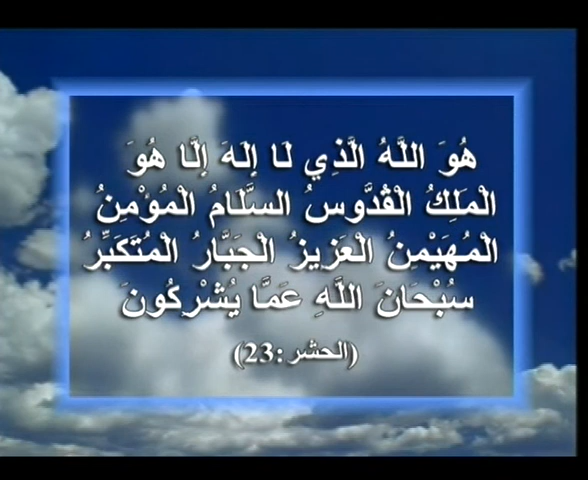 هُوَ اللَّهُ الَّذِي لَا إِلَهَ إِلَّا هُوَ
الْمَلِكُ الْقُدُّوسُ السَّلَامُ الْمُؤْمِنُ
الْمُهَيْمِنُ الْعَزِيزُ الْجَبَّارُ الْمُتَكَبِّرُ
سُبْحَانَ اللَّهِ عَمَّا يُشْرِكُونَ
(الحشر:23)